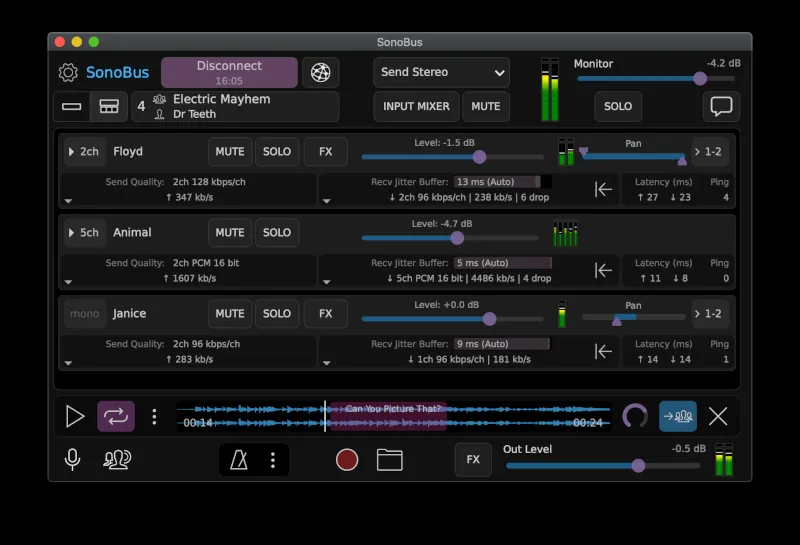 SonoBus
SonoBus
Disconnect
16:05
Send Stereo
Monitor
-4.2 dB
4
Electric Mayhem
Dr Teeth
INPUT MIXER
MUTE
SOLO
2ch
Floyd
MUTE
SOLO
FX
Level: -1.5 dB
Pan
1-2
Send Quality: 2ch 128 kbps/ch
↑ 347 kb/s
Recv Jitter Buffer: 13 ms (Auto)
↓ 2ch 96 kbps/ch | 238 kb/s | 6 drop
Latency (ms) Ping
↑ 27 ↓ 23 4
5ch
Animal
MUTE
SOLO
Level: -4.7 dB
Send Quality: 2ch PCM 16 bit
↑ 1607 kb/s
Recv Jitter Buffer: 5 ms (Auto)
↓ 5ch PCM 16 bit | 4486 kb/s | 4 drop
Latency (ms) Ping
↑ 11 ↓ 8 0
mono
Janice
MUTE
SOLO
FX
Level: +0.0 dB
Pan
1-2
Send Quality: 2ch 96 kbps/ch
↑ 283 kb/s
Recv Jitter Buffer: 9 ms (Auto)
↓ 1ch 96 kbps/ch | 181 kb/s
Latency (ms) Ping
↑ 14 ↓ 14 1
Can You Picture That?
00:14
00:24
FX
Out Level
-0.5 dB